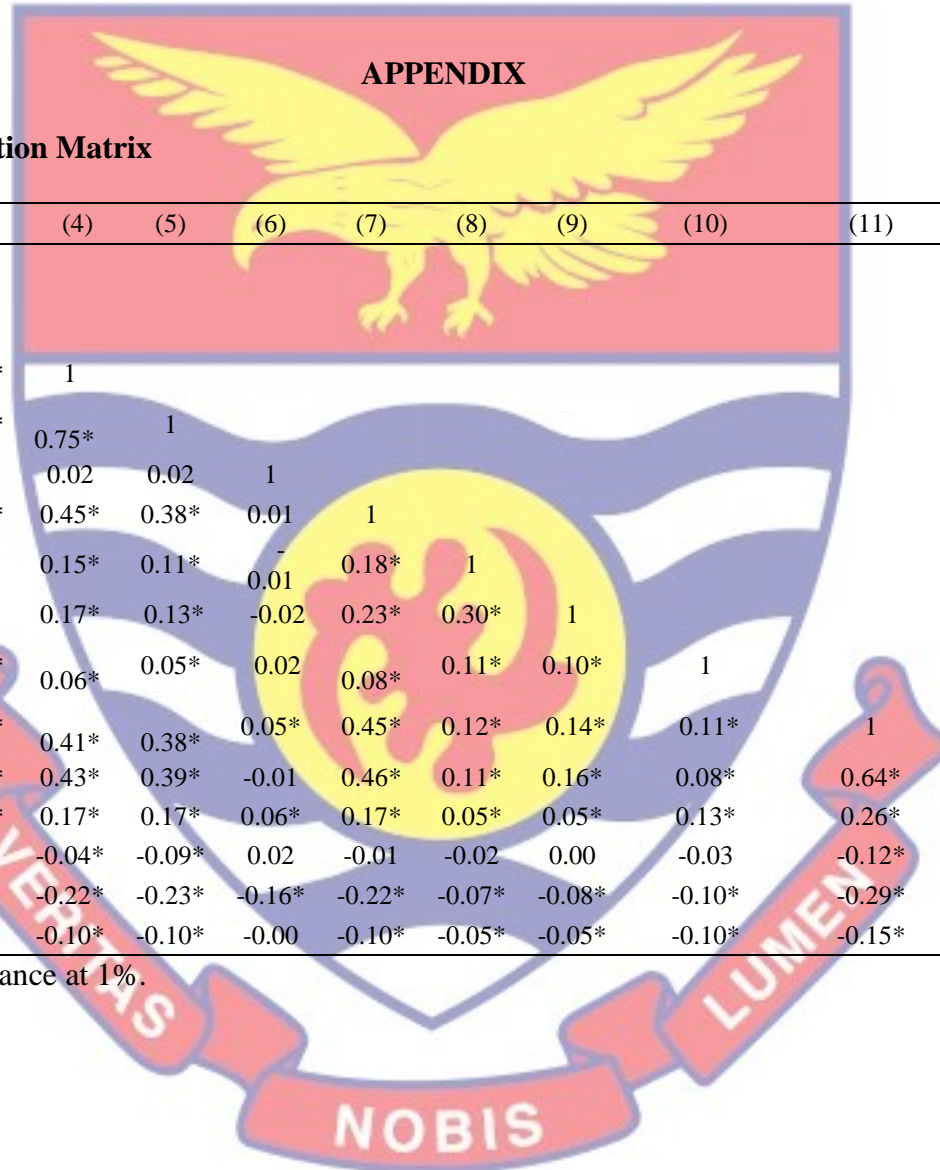 APPENDIX
tion Matrix
(4) (5) (6) (7) (8) (9) (10) (11)
* 1
* 0.75* 1
0.02 0.02 1
* 0.45* 0.38* 0.01 1
0.15* 0.11* -0.01 0.18* 1
0.17* 0.13* -0.02 0.23* 0.30* 1
* 0.06* 0.05* 0.02 0.08* 0.11* 0.10* 1
* 0.41* 0.38* 0.05* 0.45* 0.12* 0.14* 0.11* 1
* 0.43* 0.39* -0.01 0.46* 0.11* 0.16* 0.08* 0.64*
* 0.17* 0.17* 0.06* 0.17* 0.05* 0.05* 0.13* 0.26*
-0.04* -0.09* 0.02 -0.01 -0.02 0.00 -0.03 -0.12*
-0.22* -0.23* -0.16* -0.22* -0.07* -0.08* -0.10* -0.29*
-0.10* -0.10* -0.00 -0.10* -0.05* -0.05* -0.10* -0.15*
ance at 1%.
VERITAS
NOBIS
LUMEN